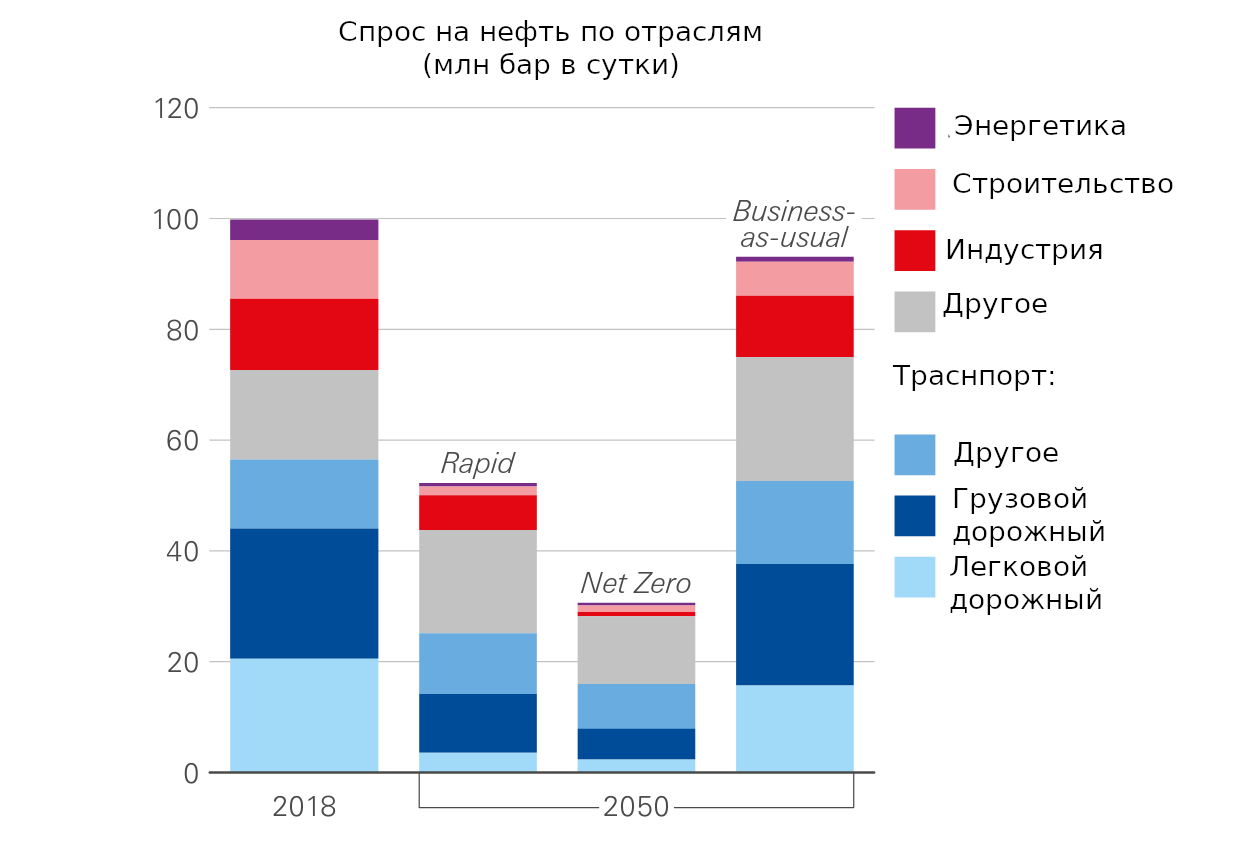 Спрос на нефть по отраслям
(млн бар в сутки)
120
100
80
60
40
20
0
Rapid
Net Zero
Business-
as-usual
2018
2050
Энергетика
Строительство
Индустрия
Другое
Траснпорт:
Другое
Грузовой
дорожный
Легковой
дорожный